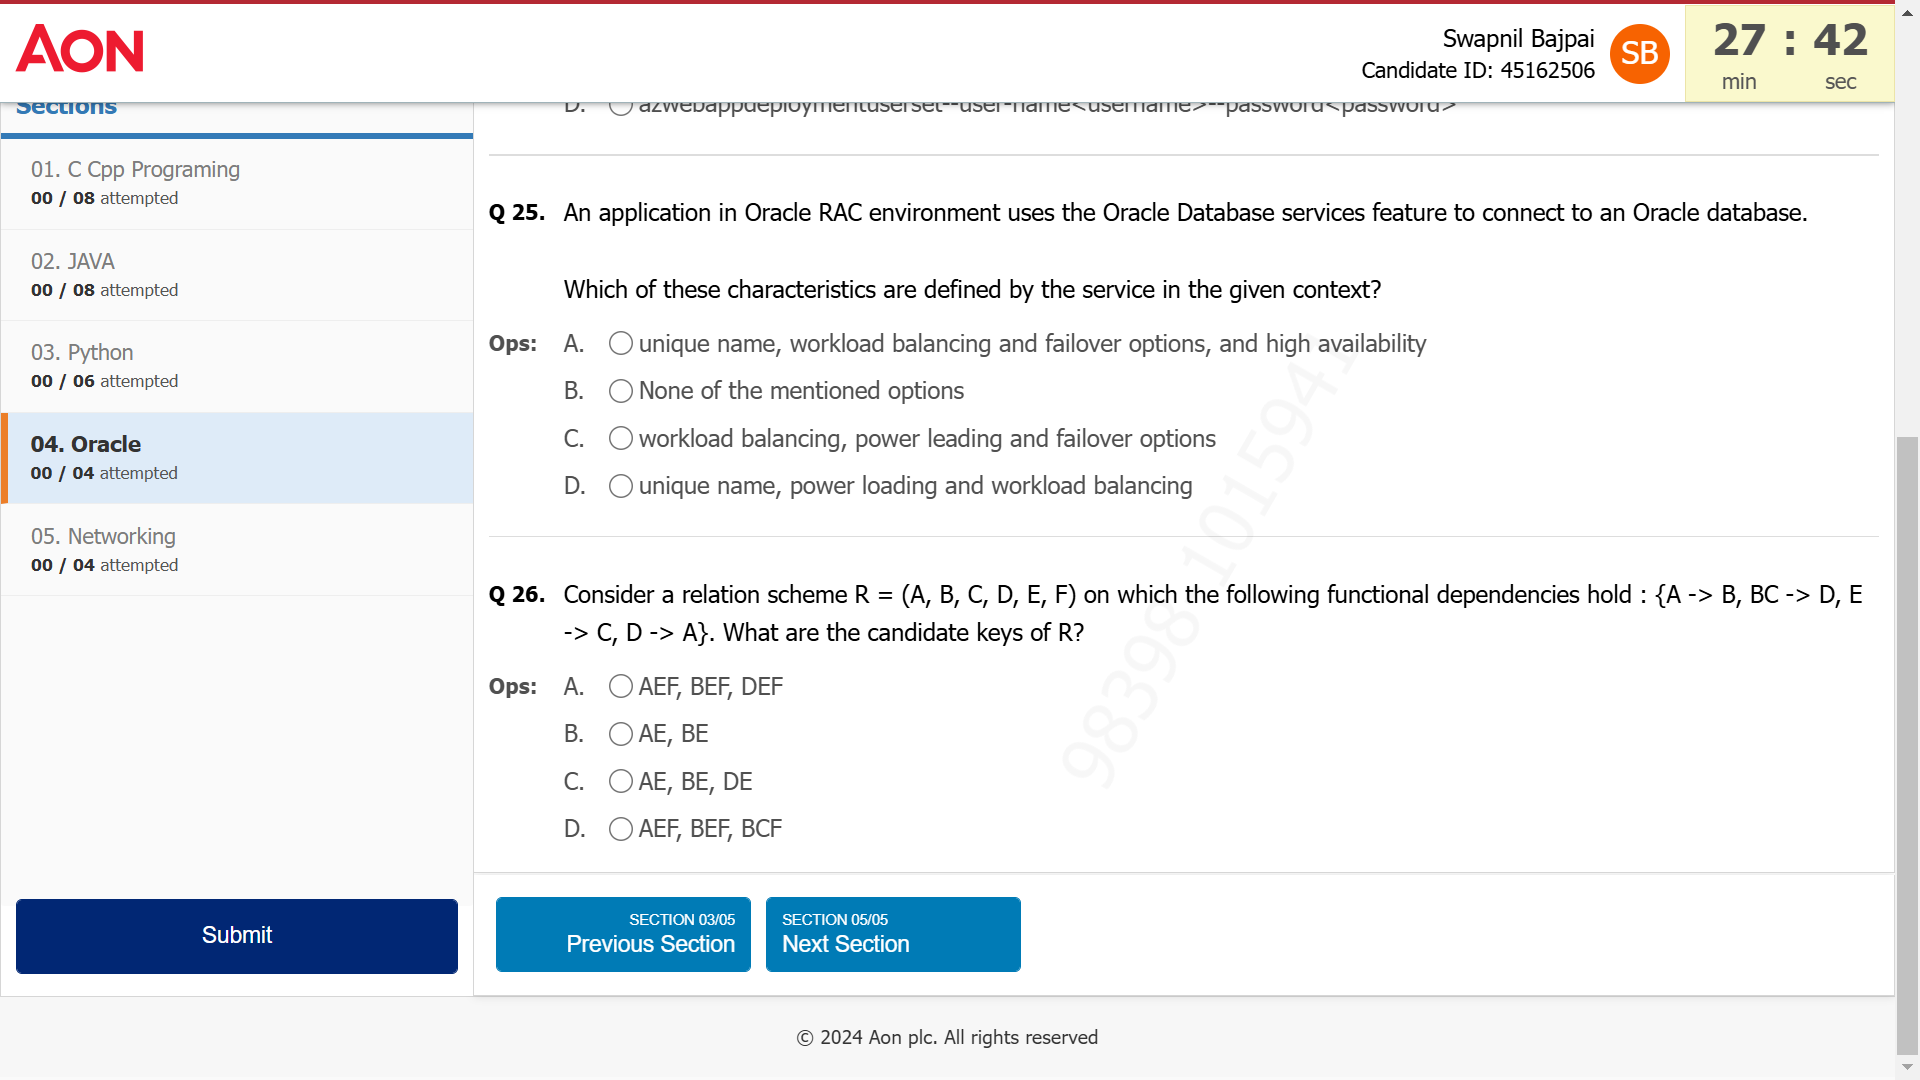 AON
Swapnil Bajpai
Candidate ID: 45162506
SB
27 : 42
min sec
Sections
D. azwebappdeploymentuserset--user-name<username>--password<password>
01. C Cpp Programing
00 / 08 attempted
02. JAVA
00 / 08 attempted
03. Python
00 / 06 attempted
04. Oracle
00 / 04 attempted
05. Networking
00 / 04 attempted
Submit
Q 25. An application in Oracle RAC environment uses the Oracle Database services feature to connect to an Oracle database.
Which of these characteristics are defined by the service in the given context?
Ops: A. unique name, workload balancing and failover options, and high availability
B. None of the mentioned options
C. workload balancing, power leading and failover options
D. unique name, power loading and workload balancing
Q 26. Consider a relation scheme R = (A, B, C, D, E, F) on which the following functional dependencies hold : {A -> B, BC -> D, E
-> C, D -> A}. What are the candidate keys of R?
Ops: A. AEF, BEF, DEF
B. AE, BE
C. AE, BE, DE
D. AEF, BEF, BCF
98398 1015941
SECTION 03/05
Previous Section
SECTION 05/05
Next Section
© 2024 Aon plc. All rights reserved